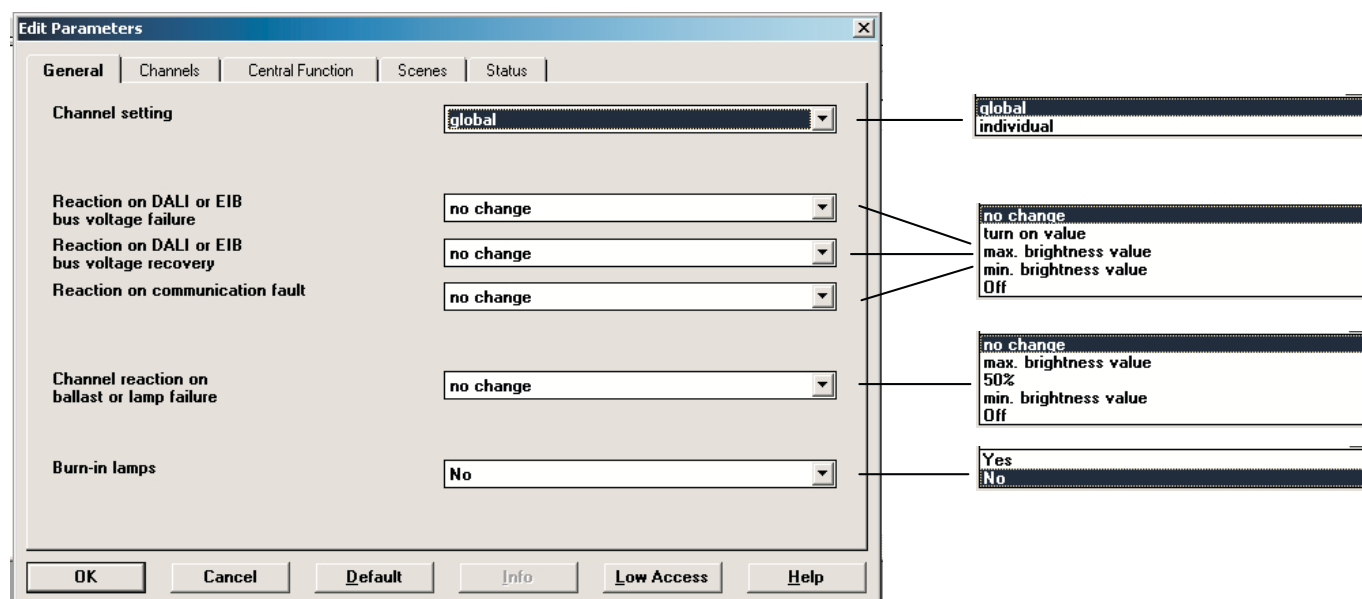 Edit Parameters
General Channels Central Function Scenes Status
Channel setting
global
global
individual
Reaction on DALI or EIB
bus voltage failure
no change
Reaction on DALI or EIB
bus voltage recovery
no change
Reaction on communication fault
no change
no change
turn on value
max. brightness value
min. brightness value
Off
Channel reaction on
ballast or lamp failure
no change
no change
max. brightness value
50%
min. brightness value
Off
Burn-in lamps
No
Yes
No
OK Cancel Default Info Low Access Help